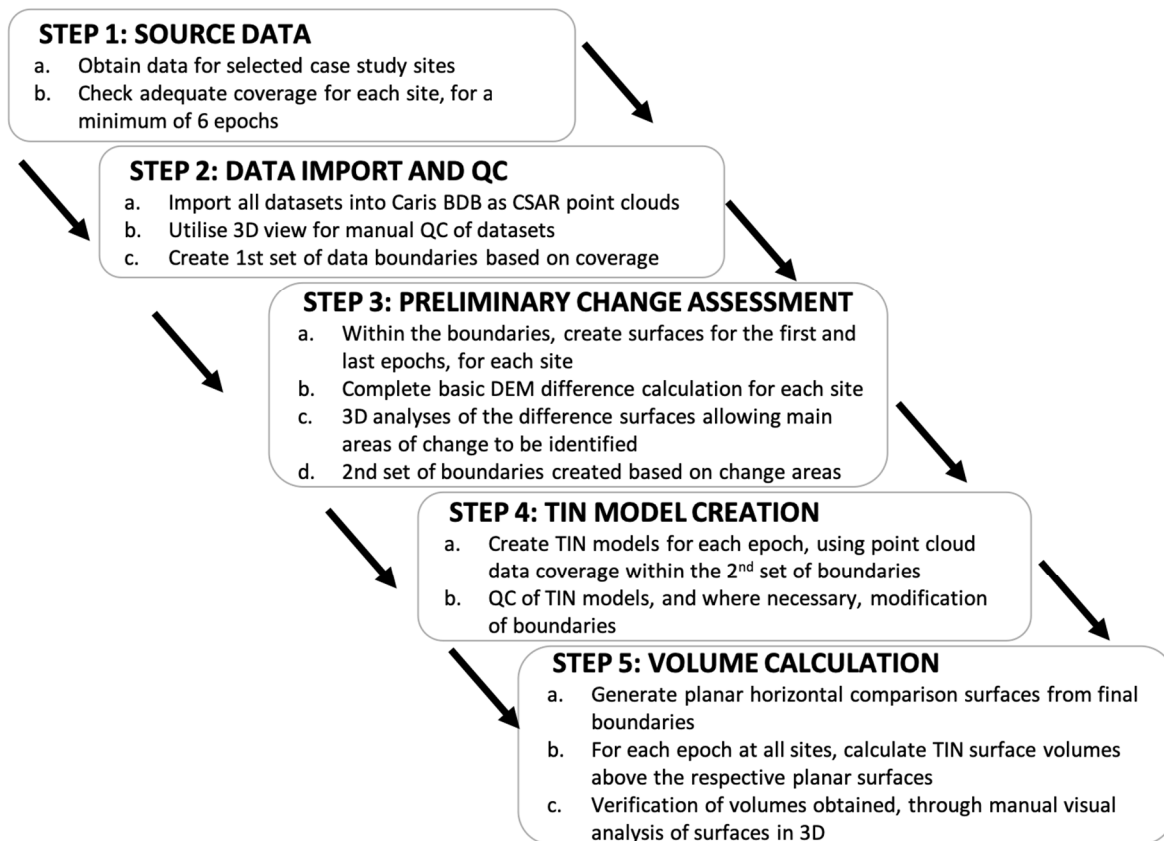 STEP 1: SOURCE DATA
a. Obtain data for selected case study sites
b. Check adequate coverage for each site, for a
minimum of 6 epochs
STEP 2: DATA IMPORT AND QC
a. Import all datasets into Caris BDB as CSAR point clouds
b. Utilise 3D view for manual QC of datasets
c. Create 1st set of data boundaries based on coverage
STEP 3: PRELIMINARY CHANGE ASSESSMENT
a. Within the boundaries, create surfaces for the first and
last epochs, for each site
b. Complete basic DEM difference calculation for each site
c. 3D analyses of the difference surfaces allowing main
areas of change to be identified
d. 2nd set of boundaries created based on change areas
STEP 4: TIN MODEL CREATION
a. Create TIN models for each epoch, using point cloud
data coverage within the 2nd set of boundaries
b. QC of TIN models, and where necessary, modification
of boundaries
STEP 5: VOLUME CALCULATION
a. Generate planar horizontal comparison surfaces from final
boundaries
b. For each epoch at all sites, calculate TIN surface volumes
above the respective planar surfaces
c. Verification of volumes obtained, through manual visual
analysis of surfaces in 3D